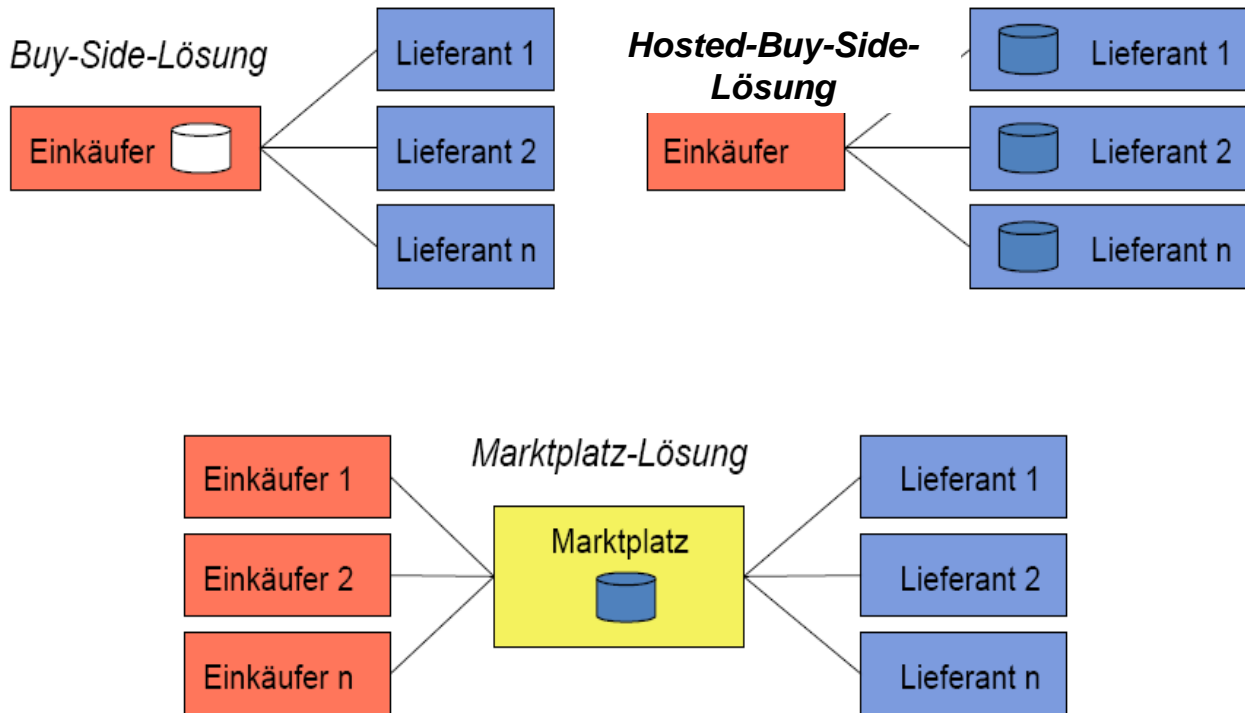 Buy-Side-Lösung
Einkäufer
Lieferant 1
Lieferant 2
Lieferant n
Hosted-Buy-Side-
Lösung
Einkäufer
Lieferant 1
Lieferant 2
Lieferant n
Marktplatz-Lösung
Einkäufer 1
Einkäufer 2
Einkäufer n
Marktplatz
Lieferant 1
Lieferant 2
Lieferant n